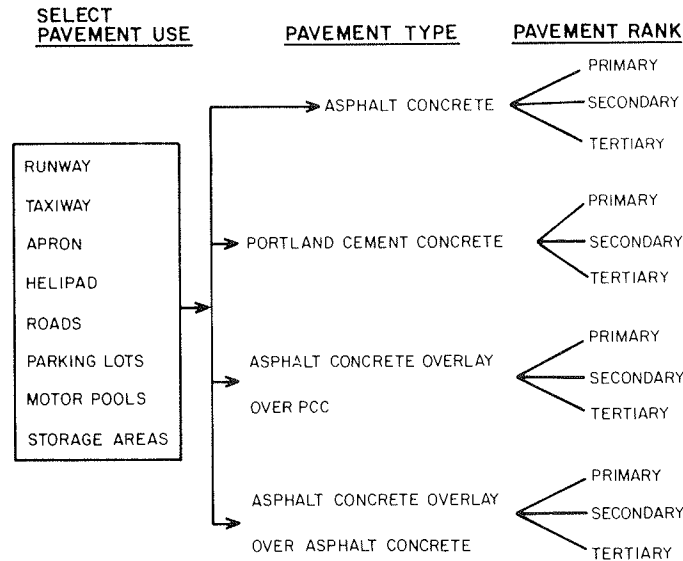 SELECT
PAVEMENT USE
PAVEMENT TYPE
PAVEMENT RANK
RUNWAY
TAXIWAY
APRON
HELIPAD
ROADS
PARKING LOTS
MOTOR POOLS
STORAGE AREAS
ASPHALT CONCRETE
PRIMARY
SECONDARY
TERTIARY
PORTLAND CEMENT CONCRETE
PRIMARY
SECONDARY
TERTIARY
ASPHALT CONCRETE OVERLAY
OVER PCC
PRIMARY
SECONDARY
TERTIARY
ASPHALT CONCRETE OVERLAY
OVER ASPHALT CONCRETE
PRIMARY
SECONDARY
TERTIARY